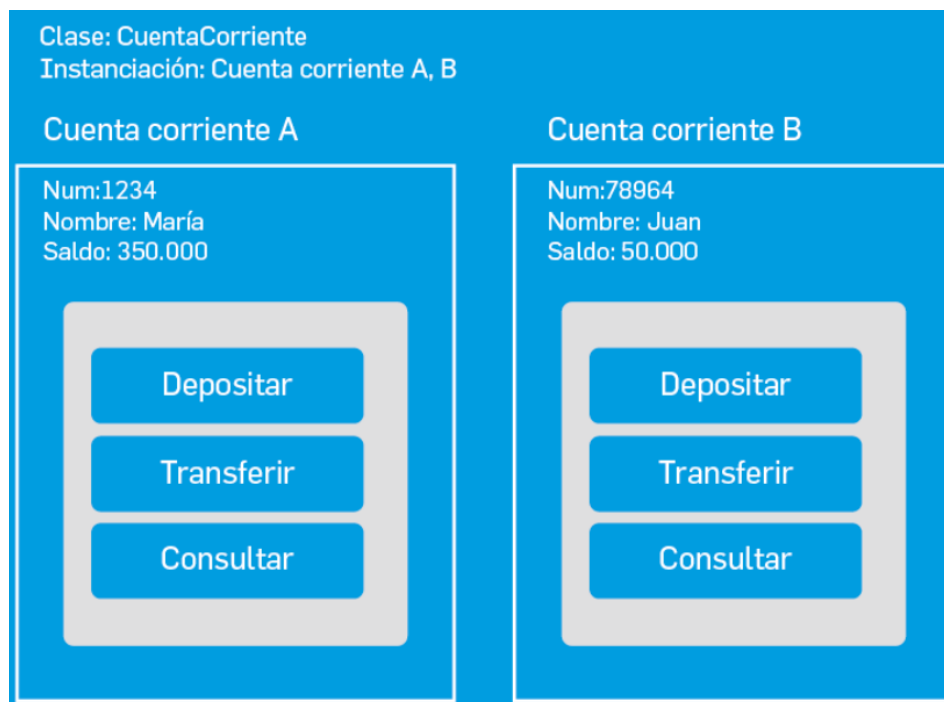 Clase: CuentaCorriente
Instanciación: Cuenta corriente A, B
Cuenta corriente A
Num:1234
Nombre: María
Saldo: 350.000
Depositar
Transferir
Consultar
Cuenta corriente B
Num:78964
Nombre: Juan
Saldo: 50.000
Depositar
Transferir
Consultar